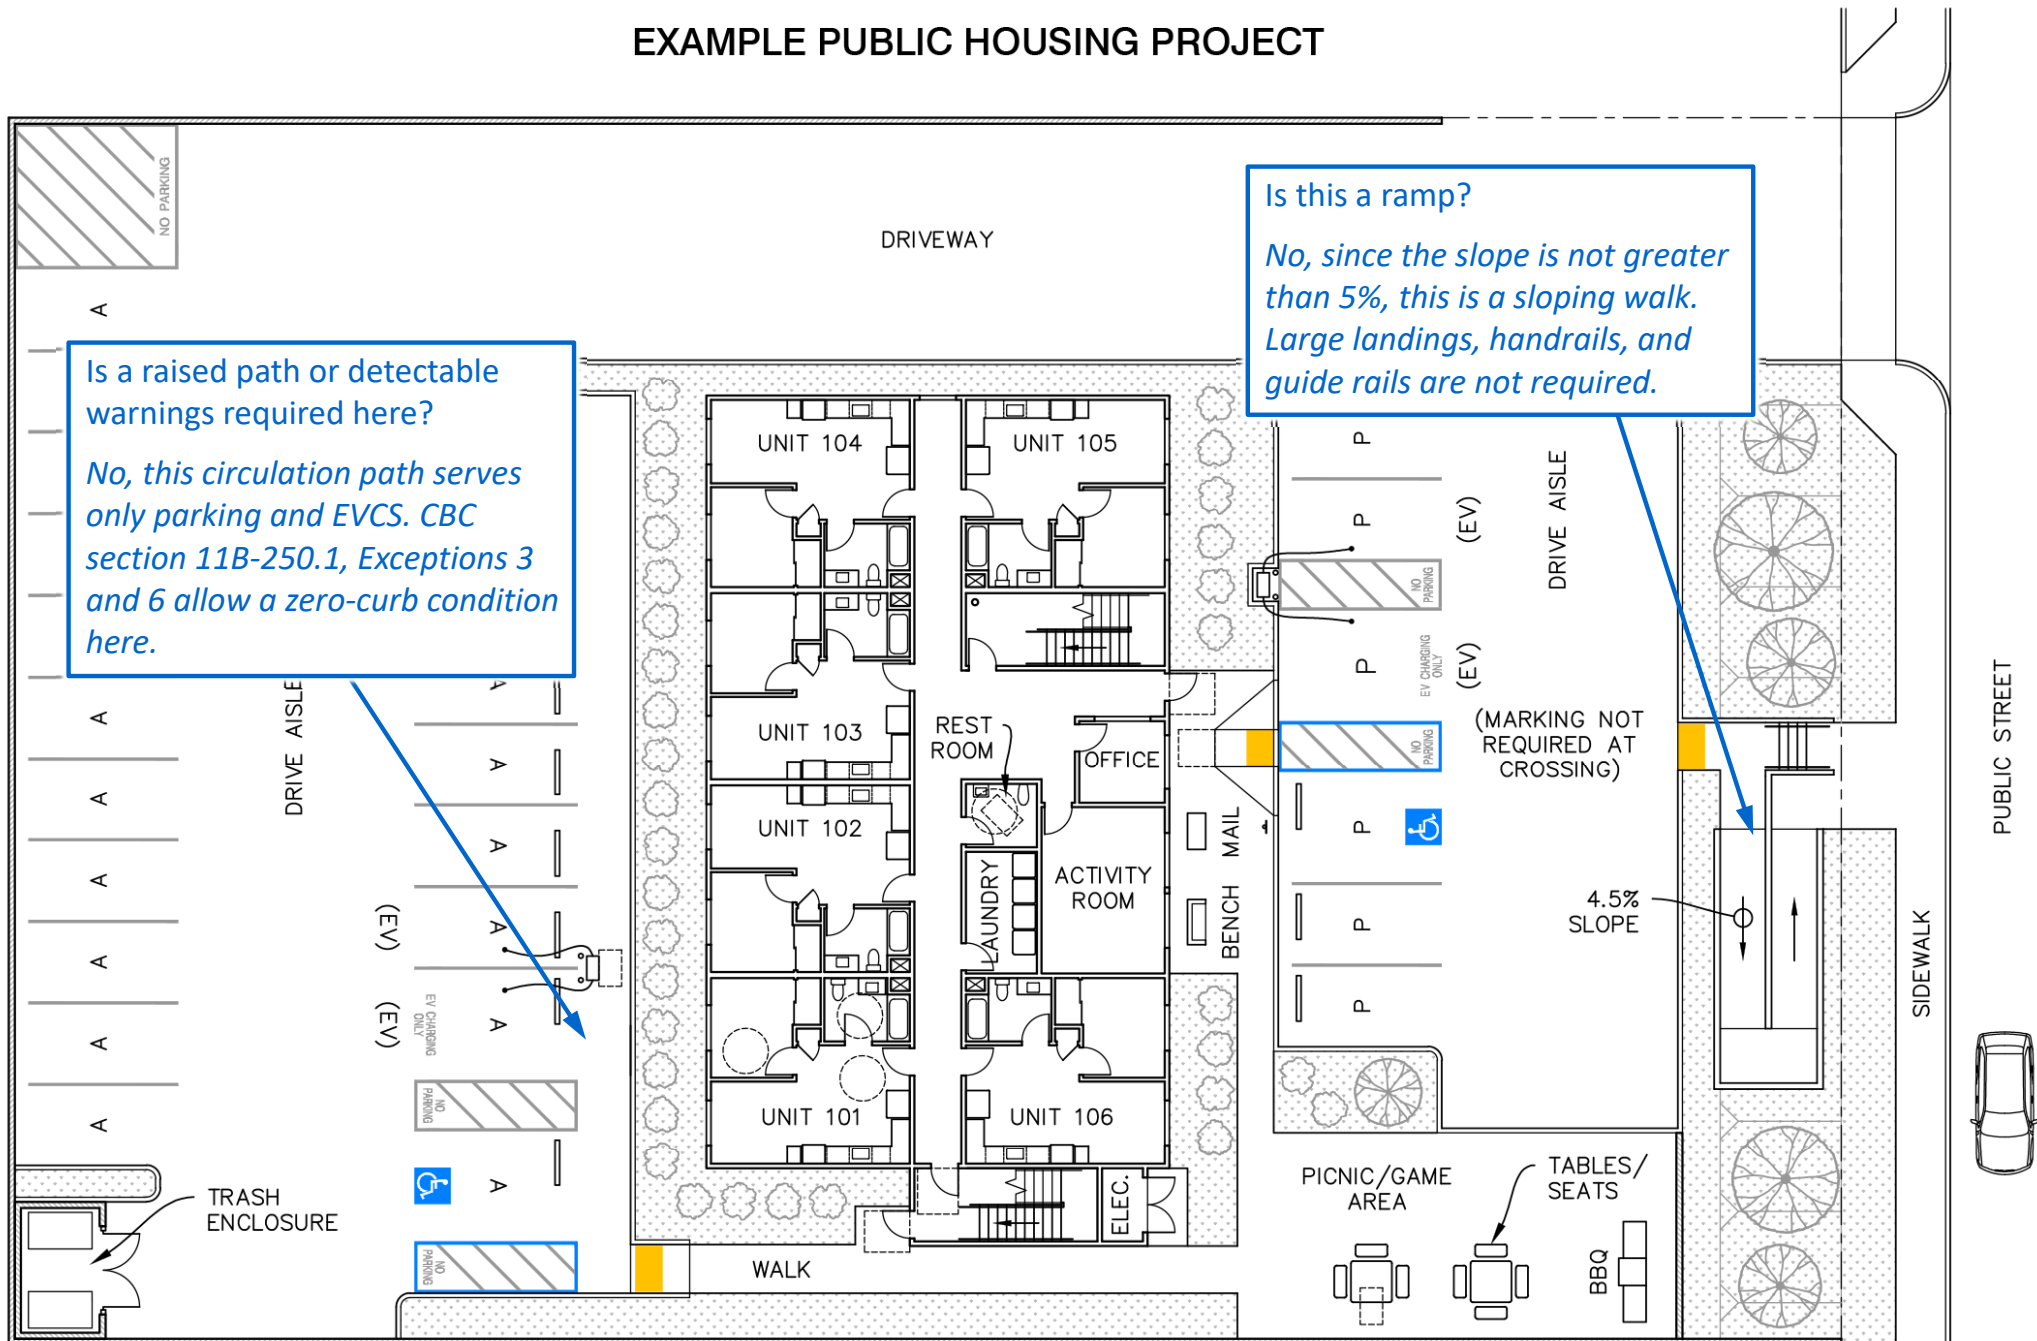 EXAMPLE PUBLIC HOUSING PROJECT
NO PARKING
DRIVEWAY
Is this a ramp?
No, since the slope is not greater
than 5%, this is a sloping walk.
Large landings, handrails, and
guide rails are not required.
Is a raised path or detectable
warnings required here?
No, this circulation path serves
only parking and EVCS. CBC
section 11B-250.1, Exceptions 3
and 6 allow a zero-curb condition
here.
A
A
A
A
A
A
A
DRIVE AISLE
A
A
A
A
A
A
(EV)
(EV)
EV CHARGING
ONLY
NO
PARKING
NO
PARKING
TRASH
ENCLOSURE
UNIT 104
UNIT 105
UNIT 103
UNIT 102
UNIT 101
UNIT 106
REST
ROOM
OFFICE
LAUNDRY
ACTIVITY
ROOM
ELEC.
WALK
MAIL
BENCH
P
P
P
P
P
P
(EV)
(EV)
NO
PARKING
EV CHARGING
ONLY
NO
PARKING
DRIVE AISLE
(MARKING NOT
REQUIRED AT
CROSSING)
4.5%
SLOPE
PICNIC/GAME
AREA
TABLES/
SEATS
BBQ
SIDEWALK
PUBLIC STREET